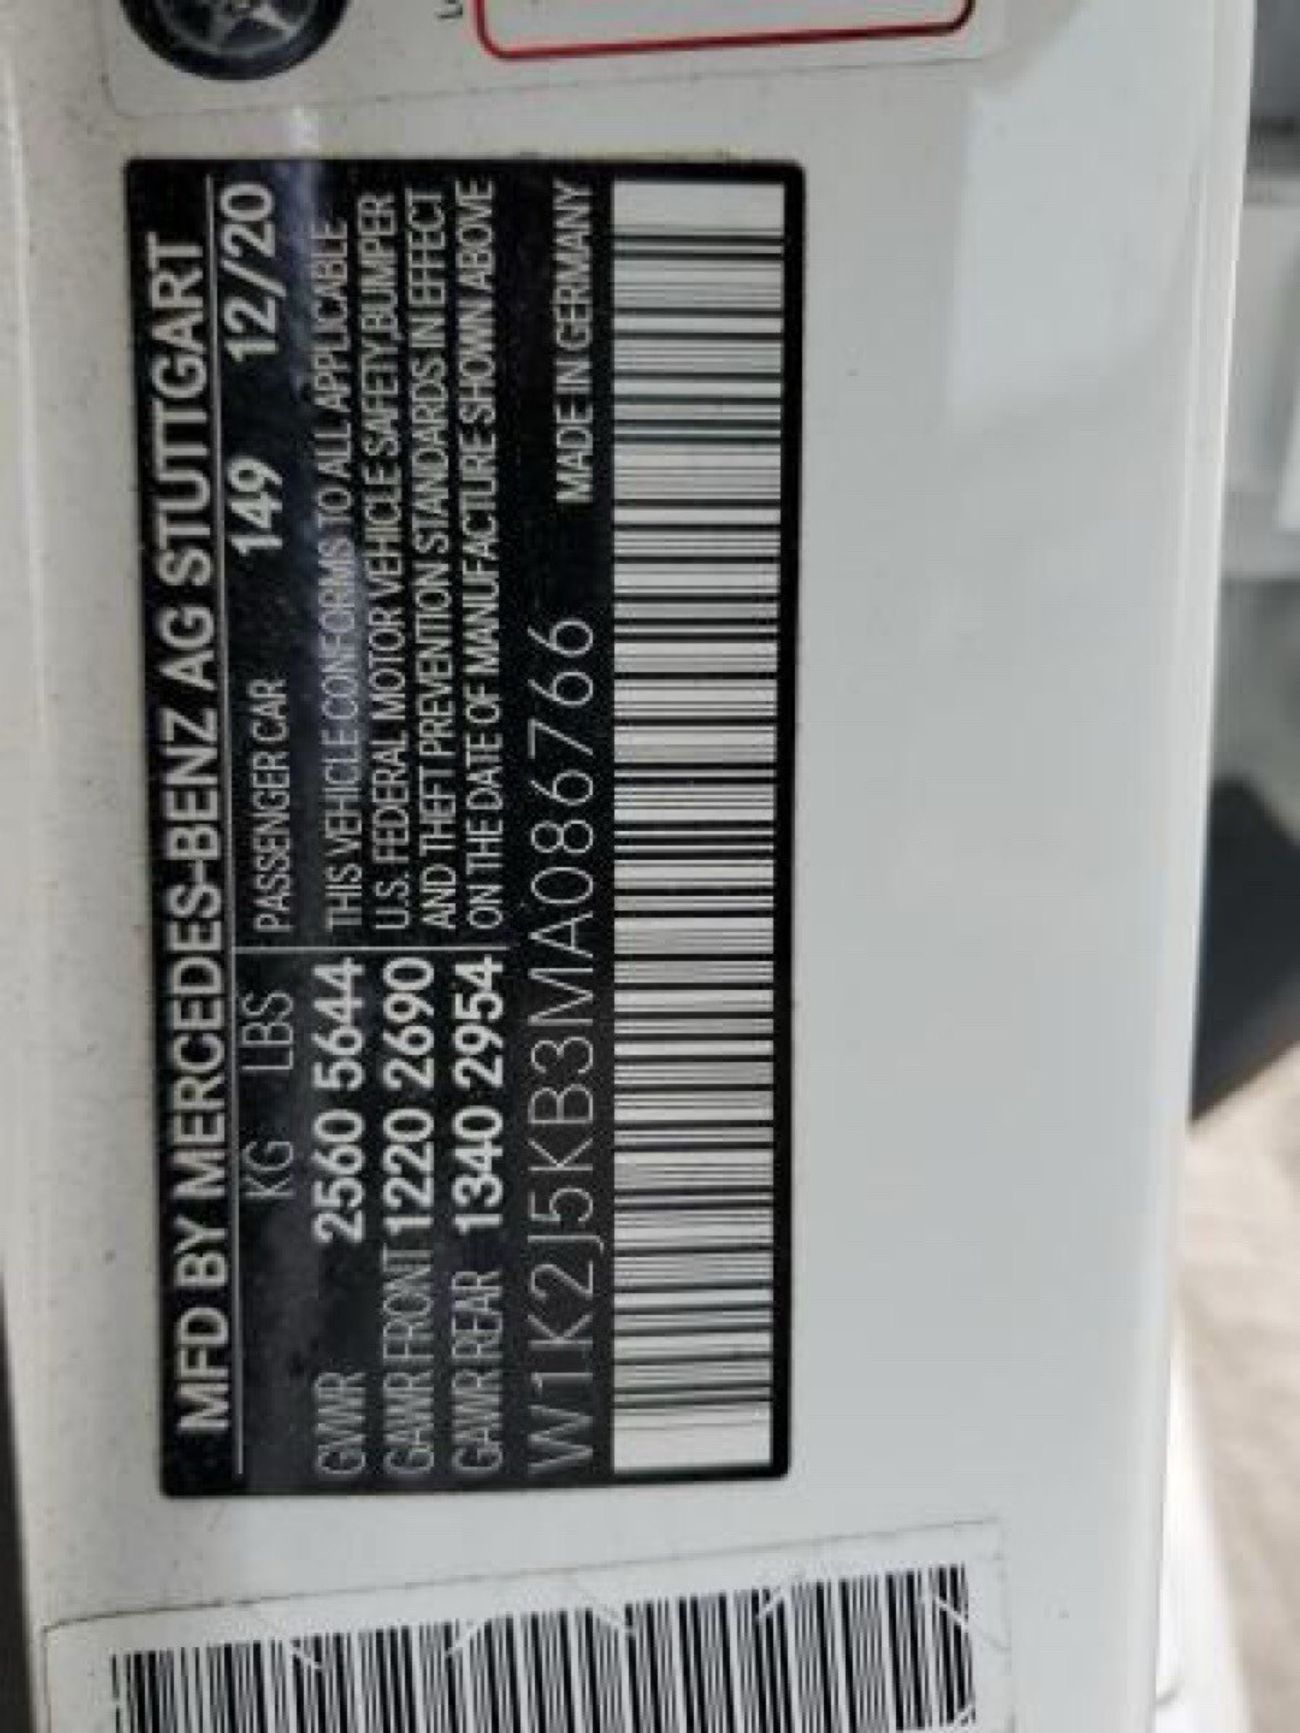 MFD BY MERCEDES-BENZ AG STUTTGART
KG LBS PASSENGER CAR 149 12/20
GVWR 2560 5644 THIS VEHICLE CONFORMS TO ALL APPLICABLE
GAWR FRONT 1220 2690 U.S. FEDERAL MOTOR VEHICLE SAFETY,BUMPER
GAWR REAR 1340 2954 AND THEFT PREVENTION STANDARDS IN EFFECT
ON THE DATE OF MANUFACTURE SHOWN ABOVE
W1K2J5KB3MA086766 MADE IN GERMANY